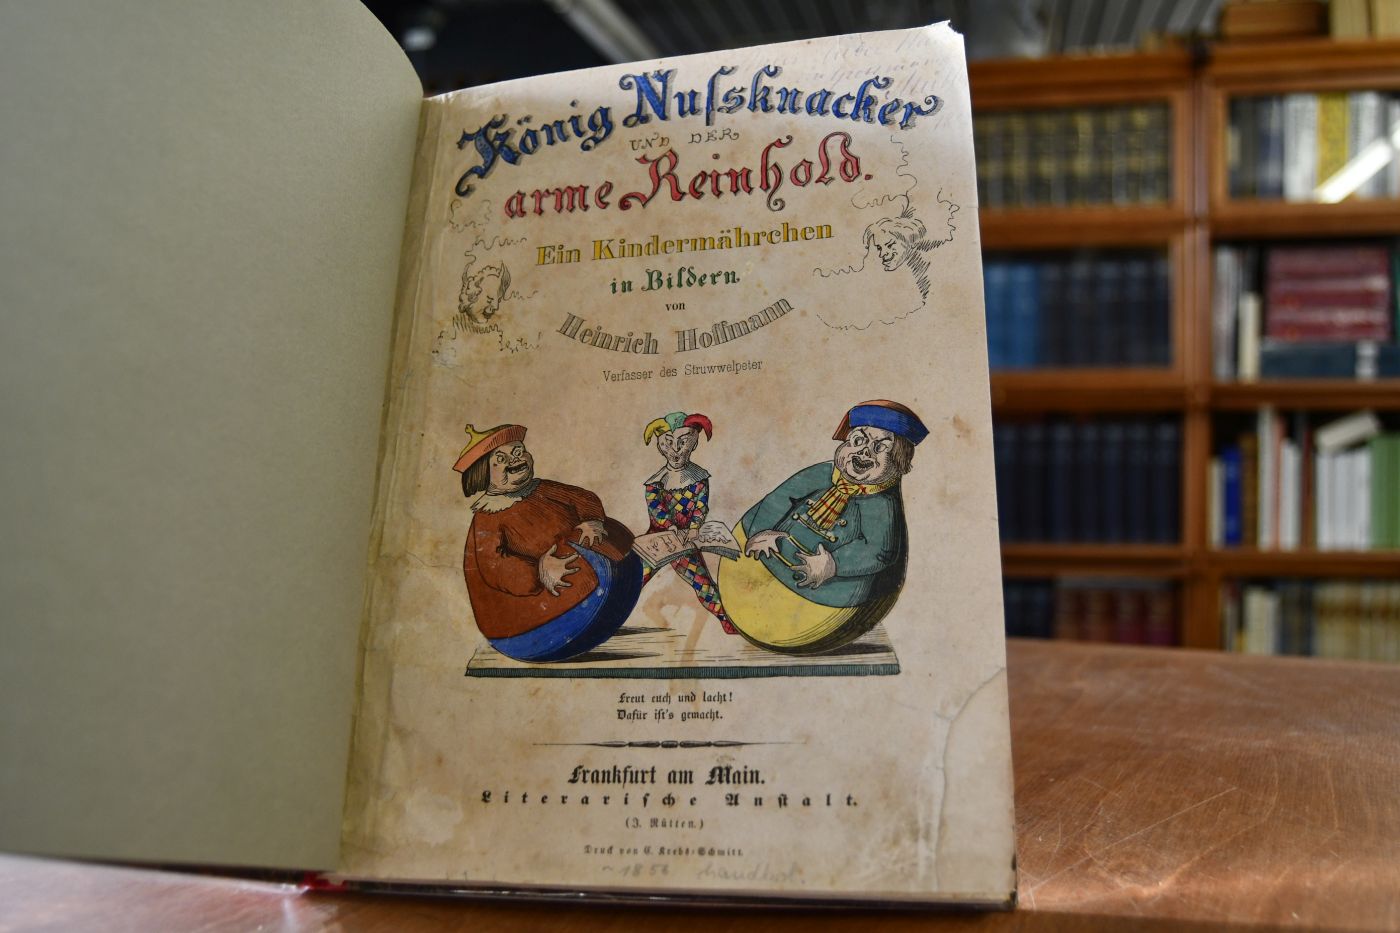 König Nuſsknacker
UND DER
arme Reinhold.
Ein Kindermährchen
in Bildern
von
Heinrich Hoffmann
Verfasser des Struwwelpeter
Freut euch und lacht!
Dafür iſt's gemacht.
Frankfurt am Main.
Literariſche Anſtalt.
(J. Rütten.)
Druck von C. Krebs-Schmitt.
~ 1856